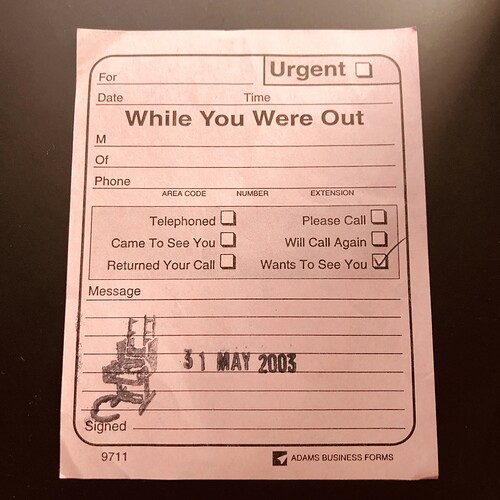 For
Urgent
Date Time
While You Were Out
M
Of
Phone
AREA CODE NUMBER EXTENSION
Telephoned Please Call
Came To See You Will Call Again
Returned Your Call Wants To See You
Message
31 MAY 2003
Signed
9711 ADAMS BUSINESS FORMS